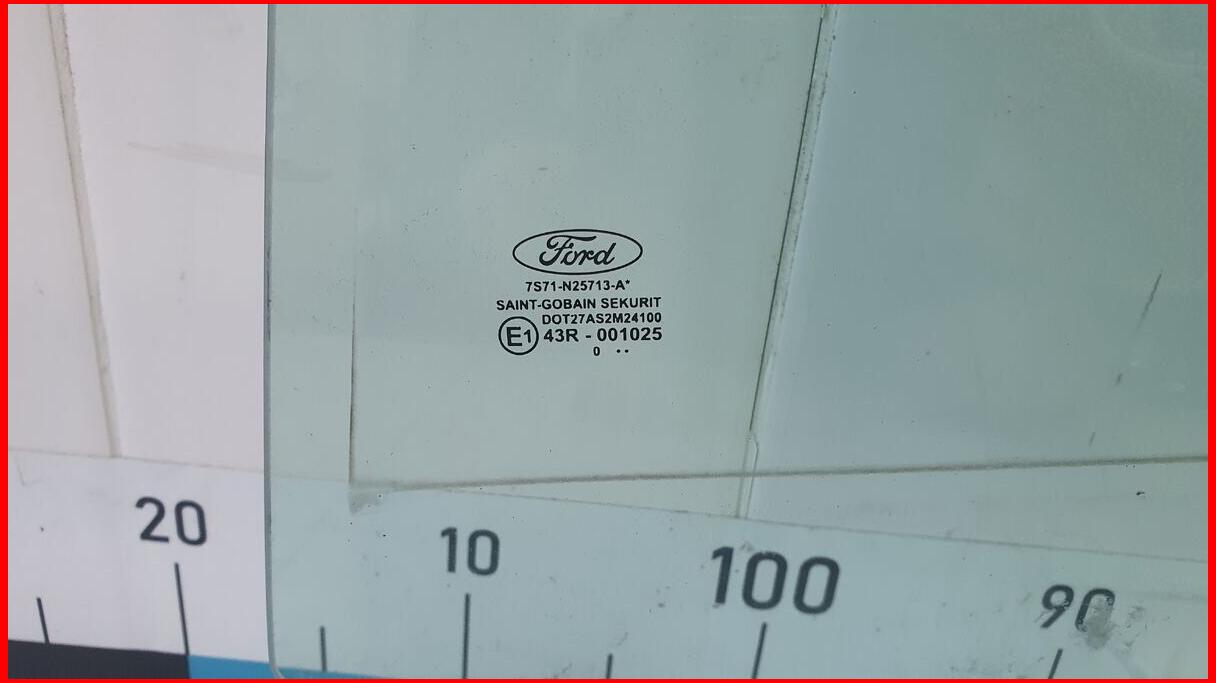 Ford
7S71-N25713-A*
SAINT-GOBAIN SEKURIT
DOT27AS2M24100
E1 43R - 001025
0 ..
20 10 100 90